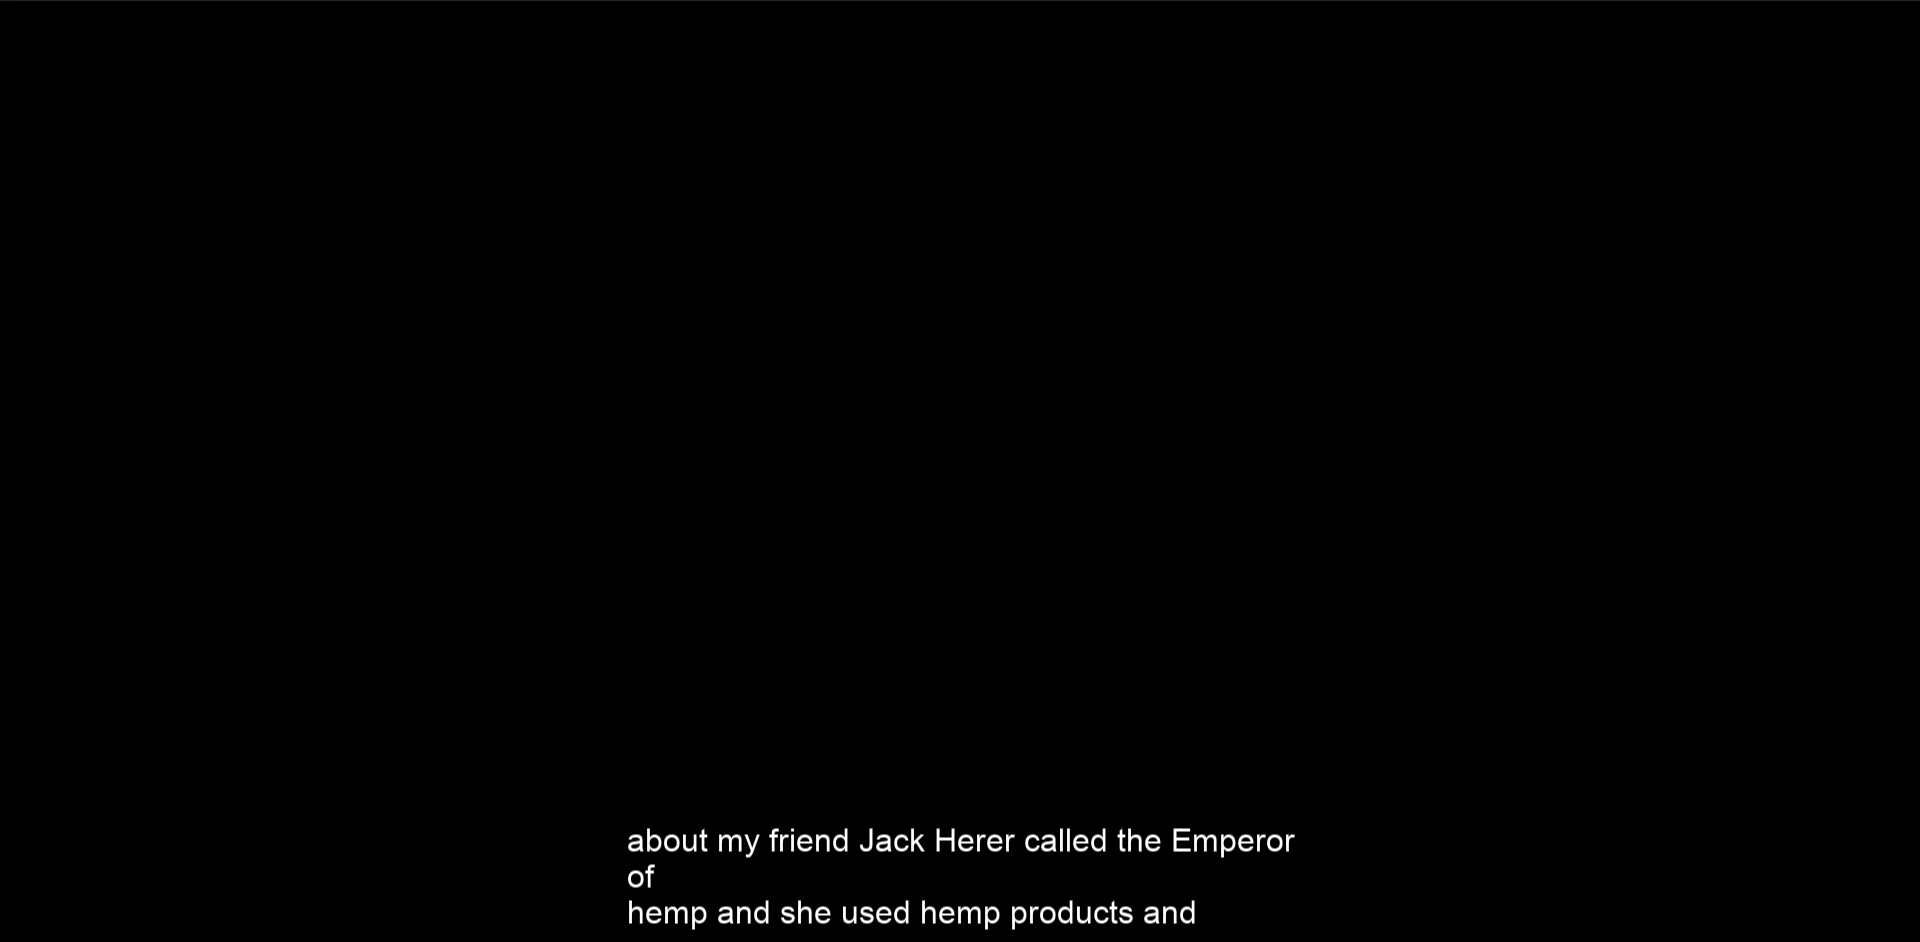 about my friend Jack Herer called the Emperor
of
hemp and she used hemp products and